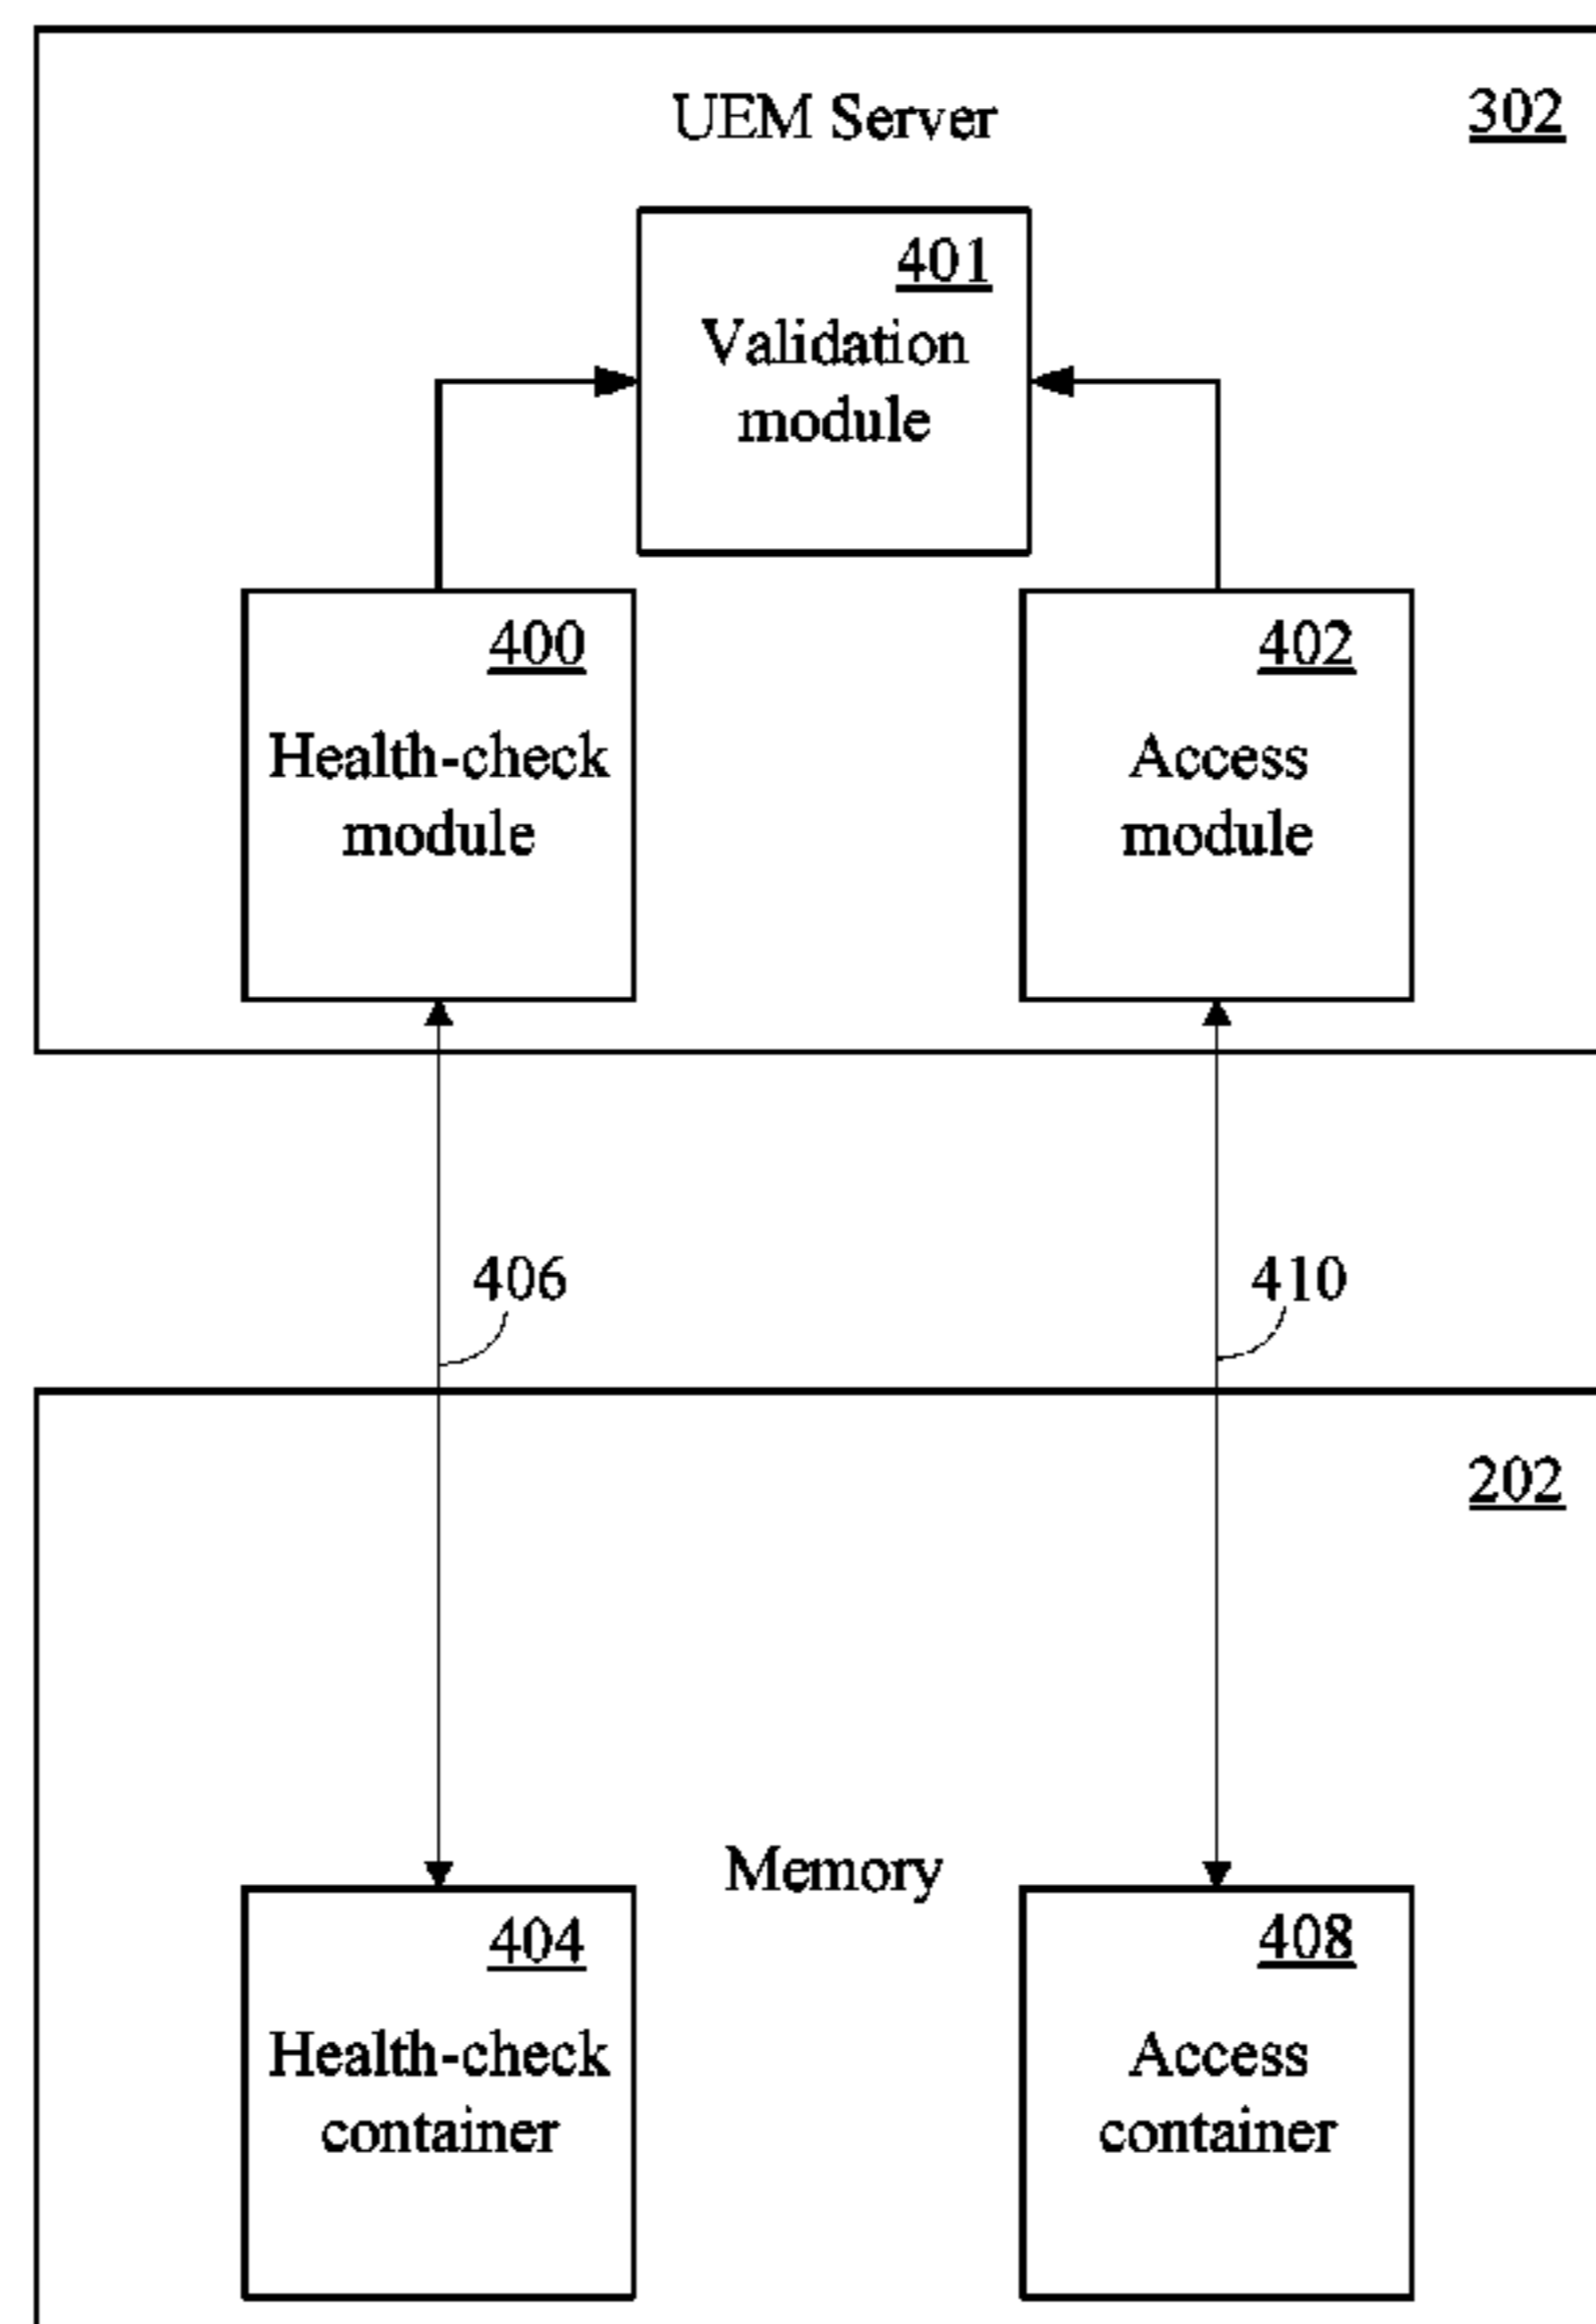 UEM Server
302
401
Validation
module
400
Health-check
module
402
Access
module
406
410
202
Memory
404
Health-check
container
408
Access
container